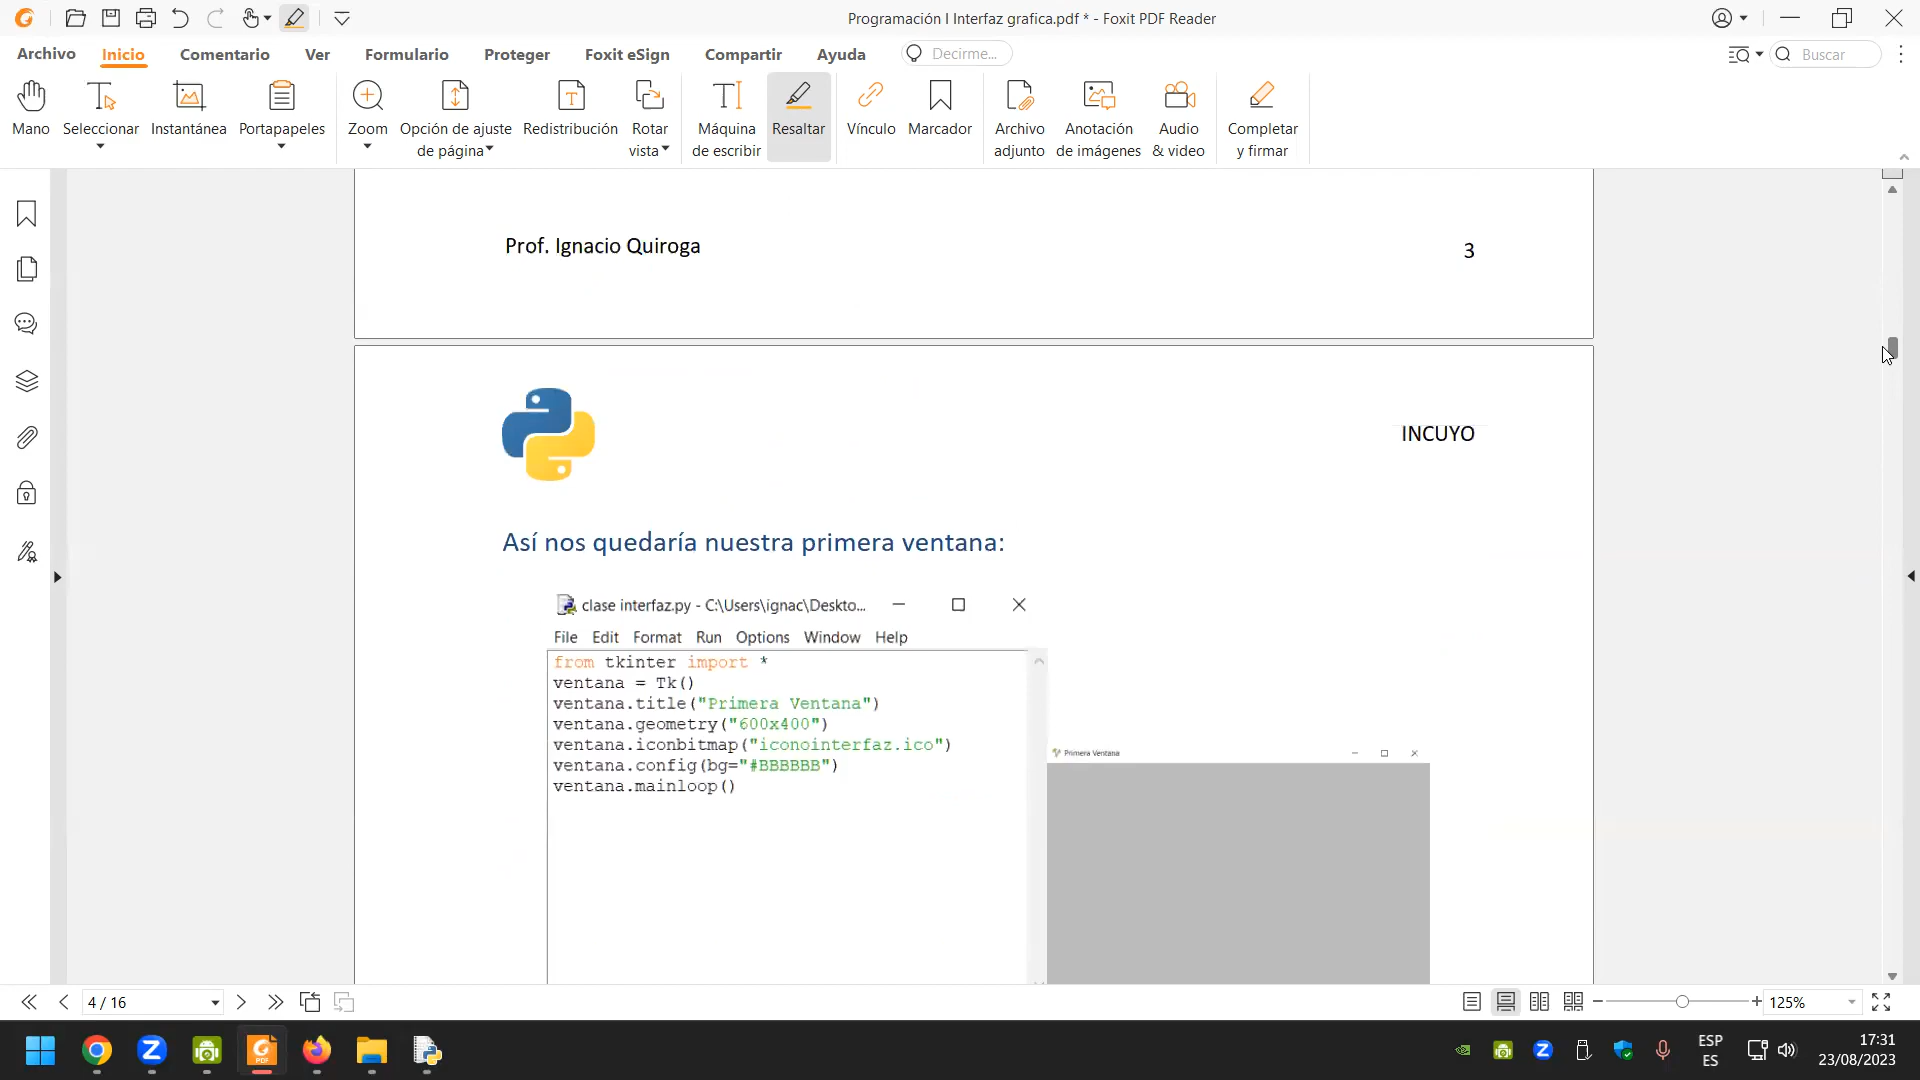 Programación I Interfaz grafica.pdf * - Foxit PDF Reader
Archivo Inicio Comentario Ver Formulario Comentario Proteger Foxit eSign Compartir Ayuda Decirme... Buscar
Mano Seleccionar Instantánea Portapapeles Zoom Opción de ajuste de página Redistribución Rotar vista Máquina de escribir Resaltar Vínculo Marcador Archivo adjunto Anotación de imágenes Audio & video Completar y firmar
Prof. Ignacio Quiroga 3
INCUYO
Así nos quedaría nuestra primera ventana:
clase interfaz.py - C:\Users\ignac\Deskto...
File Edit Format Run Options Window Help
from tkinter import *
ventana = Tk()
ventana.title("Primera Ventana")
ventana.geometry("600x400")
ventana.iconbitmap("iconointerfaz.ico")
ventana.config(bg="#BBBBBB")
ventana.mainloop()
Primera Ventana
4 / 16 125%
ESP 17:31
ES 23/08/2023